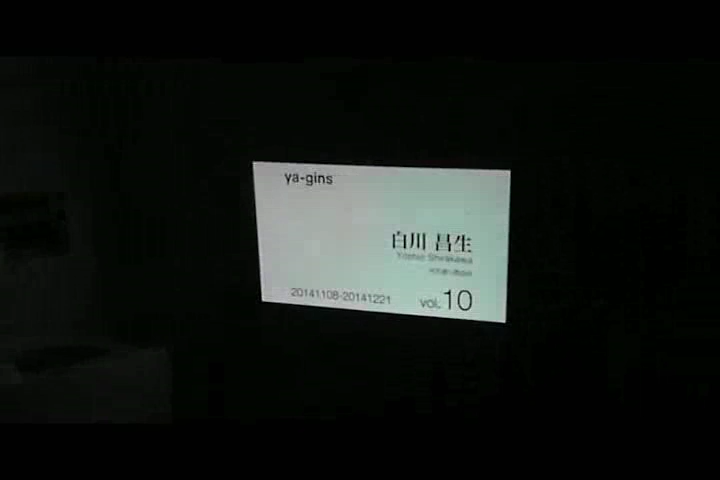 ya-gins
白川 昌生
Yoshio Shirakawa
20141108-20141221
vol.10